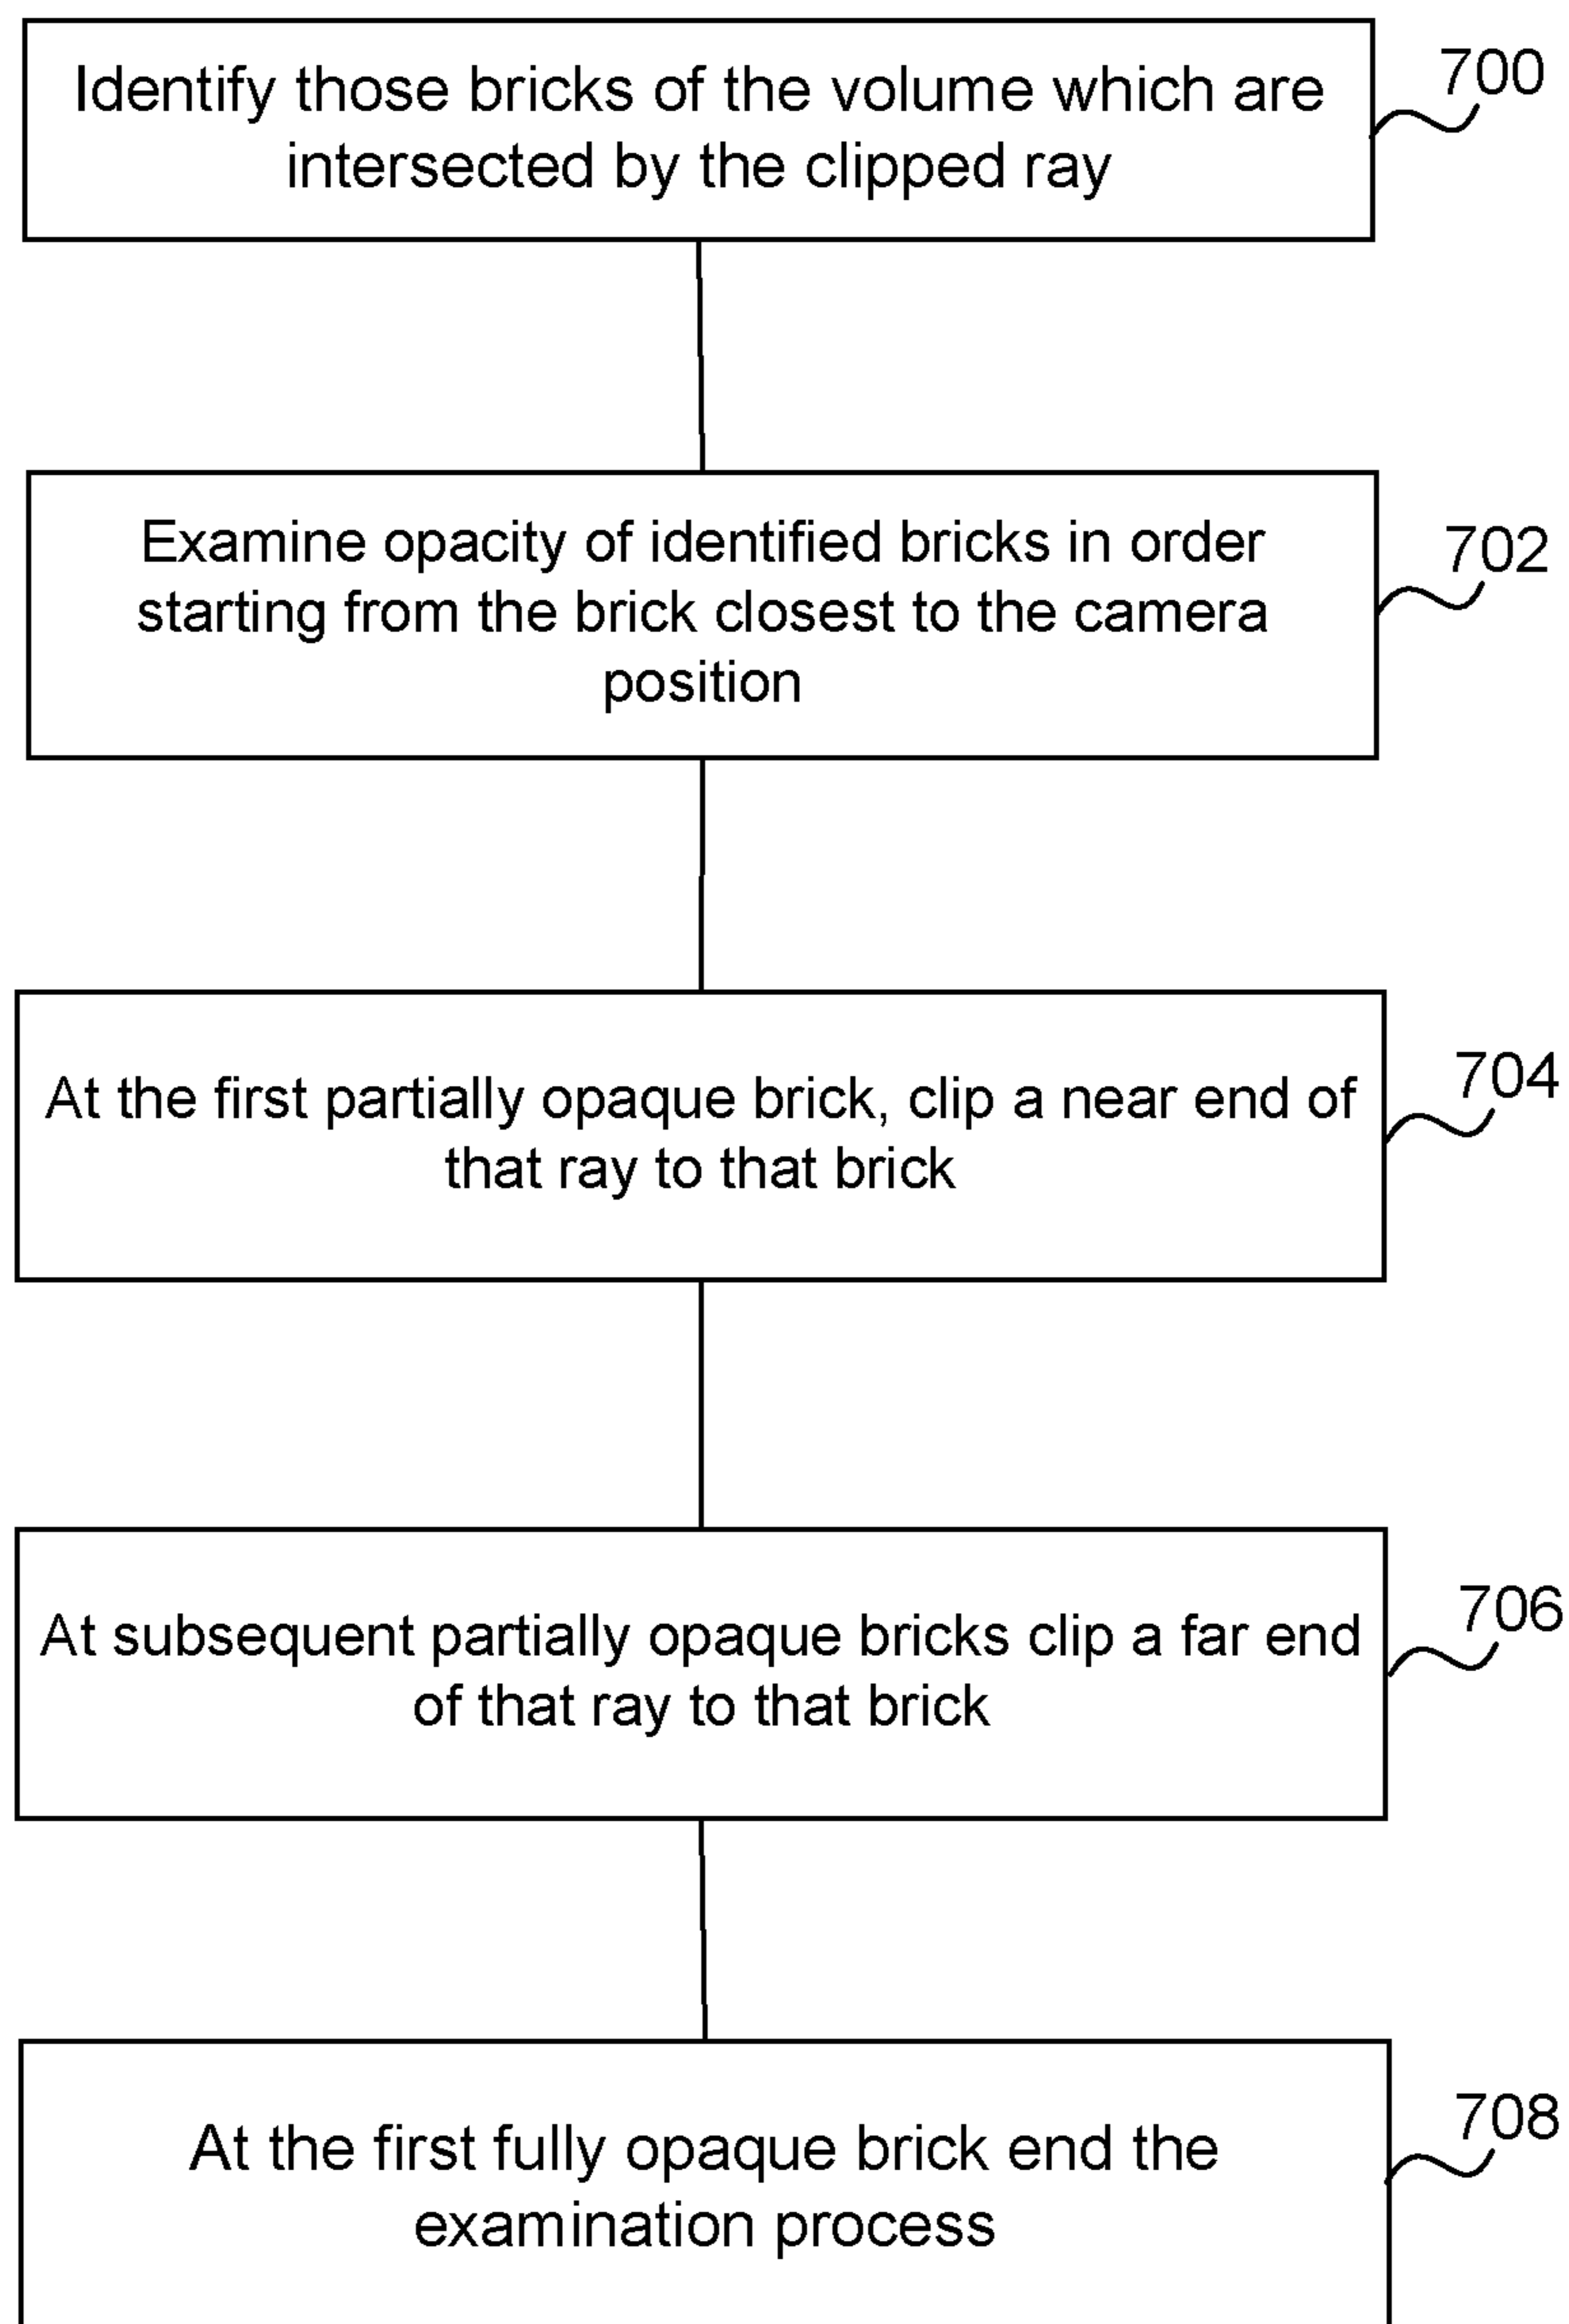 Identify those bricks of the volume which are
intersected by the clipped ray
700
Examine opacity of identified bricks in order
starting from the brick closest to the camera
position
702
At the first partially opaque brick, clip a near end of
that ray to that brick
704
At subsequent partially opaque bricks clip a far end
of that ray to that brick
706
At the first fully opaque brick end the
examination process
708